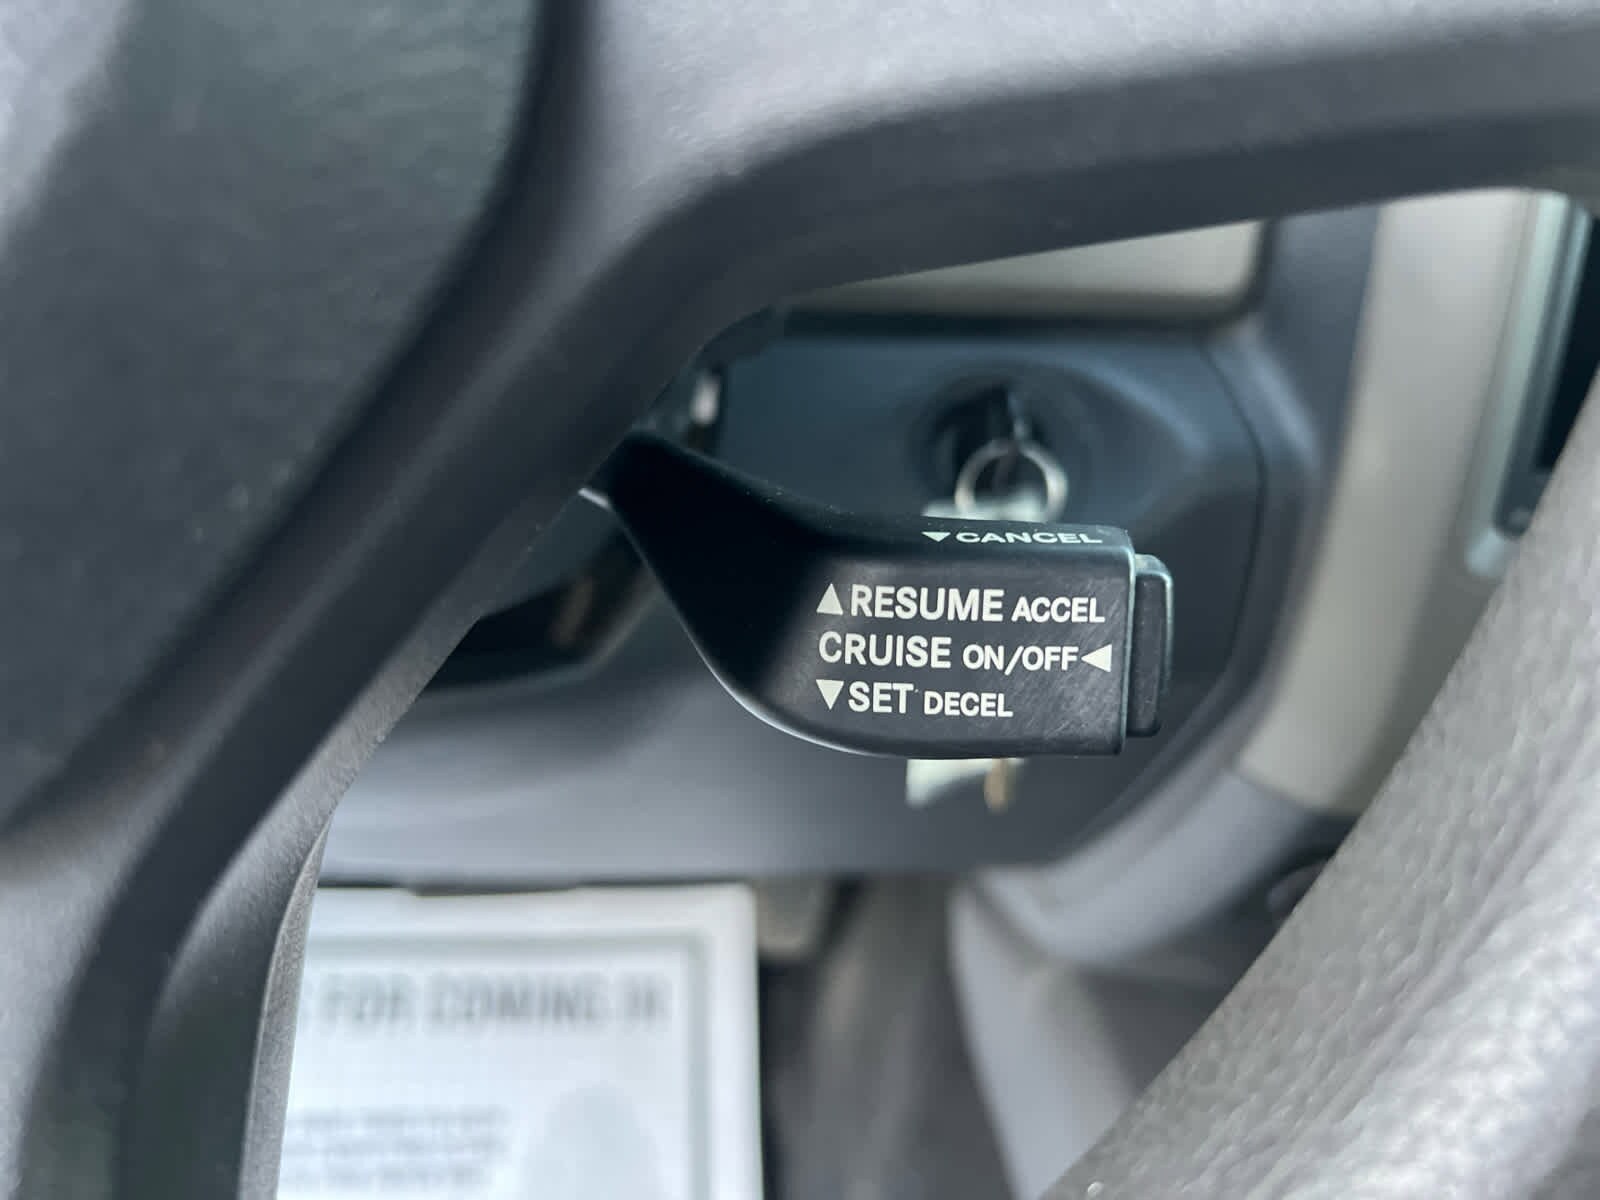 ▼CANCEL
▲RESUME ACCEL
CRUISE ON/OFF◀
▼SET DECEL
FOR COMING IN